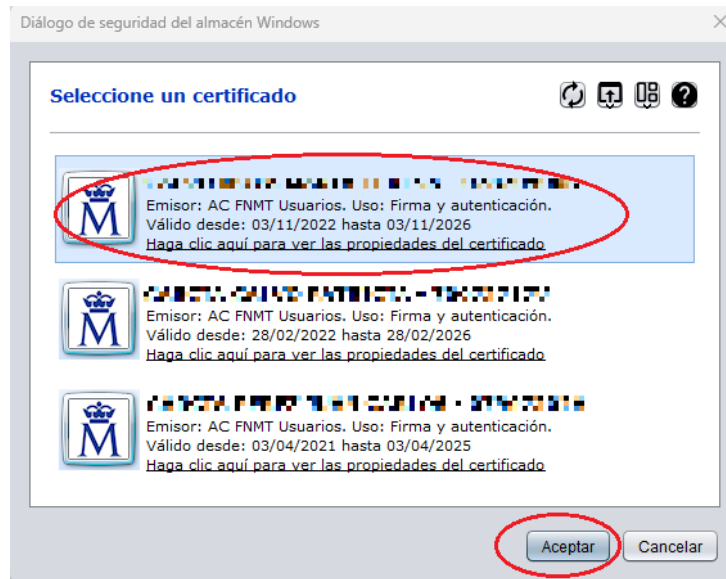 Diálogo de seguridad del almacén Windows
Seleccione un certificado
Emisor: AC FNMT Usuarios. Uso: Firma y autenticación.
Válido desde: 03/11/2022 hasta 03/11/2026
Haga clic aquí para ver las propiedades del certificado
Emisor: AC FNMT Usuarios. Uso: Firma y autenticación.
Válido desde: 28/02/2022 hasta 28/02/2026
Haga clic aquí para ver las propiedades del certificado
Emisor: AC FNMT Usuarios. Uso: Firma y autenticación.
Válido desde: 03/04/2021 hasta 03/04/2025
Haga clic aquí para ver las propiedades del certificado
Aceptar Cancelar